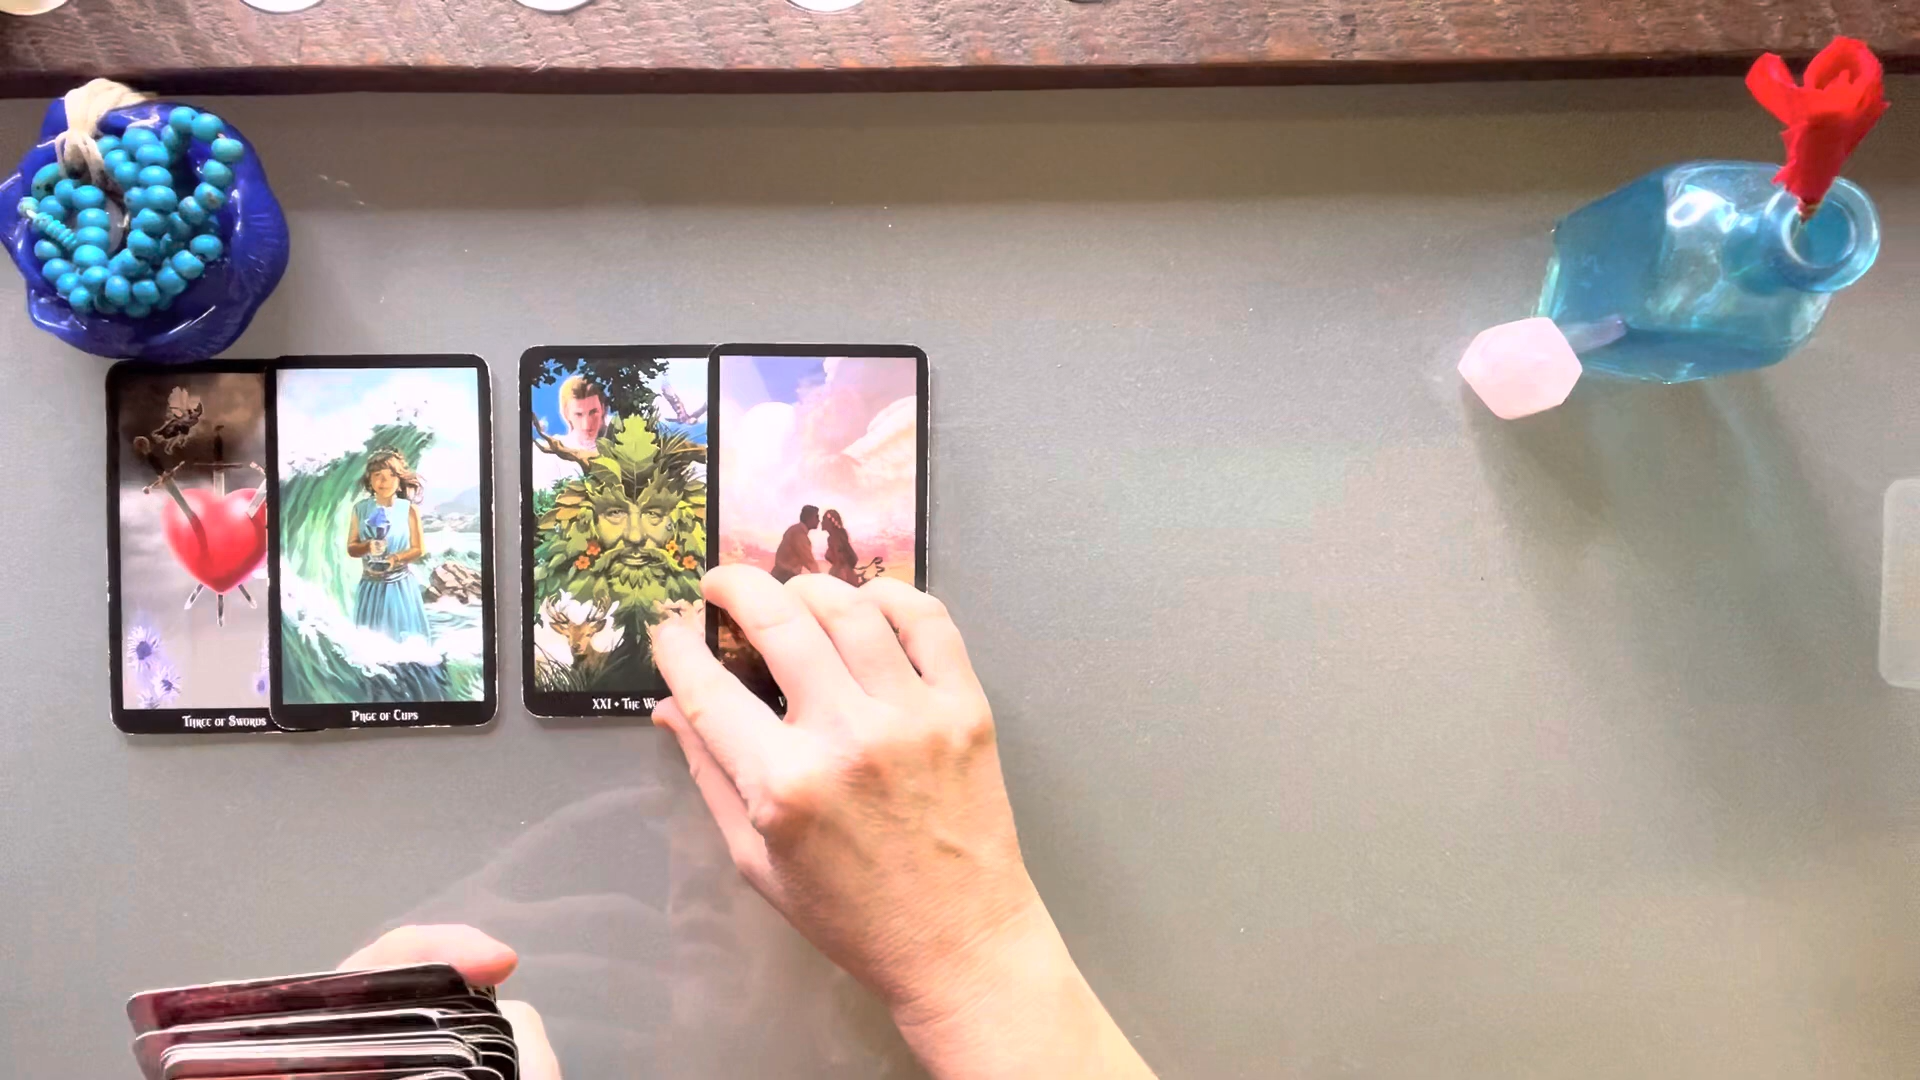 Three of Swords
Page of Cups
XXI • The